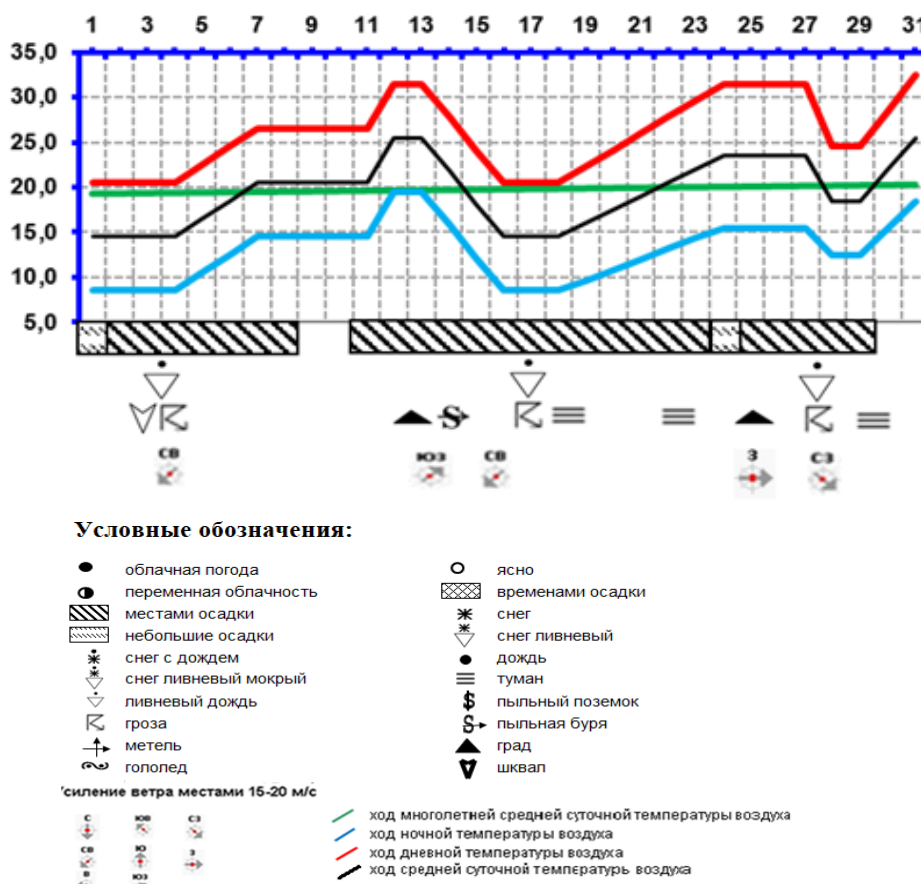 1 3 5 7 9 11 13 15 17 19 21 23 25 27 29 31
35,0
30,0
25,0
20,0
15,0
10,0
5,0
СВ ЮЗ СВ З СЗ
Условные обозначения:
облачная погода
переменная облачность
местами осадки
небольшие осадки
снег с дождем
снег ливневый мокрый
ливневый дождь
гроза
метель
гололед
ясно
временами осадки
снег
снег ливневый
дождь
туман
пыльный поземок
пыльная буря
град
шквал
усиление ветра местами 15-20 м/с
С ЮВ СЗ
СВ Ю З
В ЮЗ
ход многолетней средней суточной температуры воздуха
ход ночной температуры воздуха
ход дневной температуры воздуха
ход средней суточной температурь воздуха